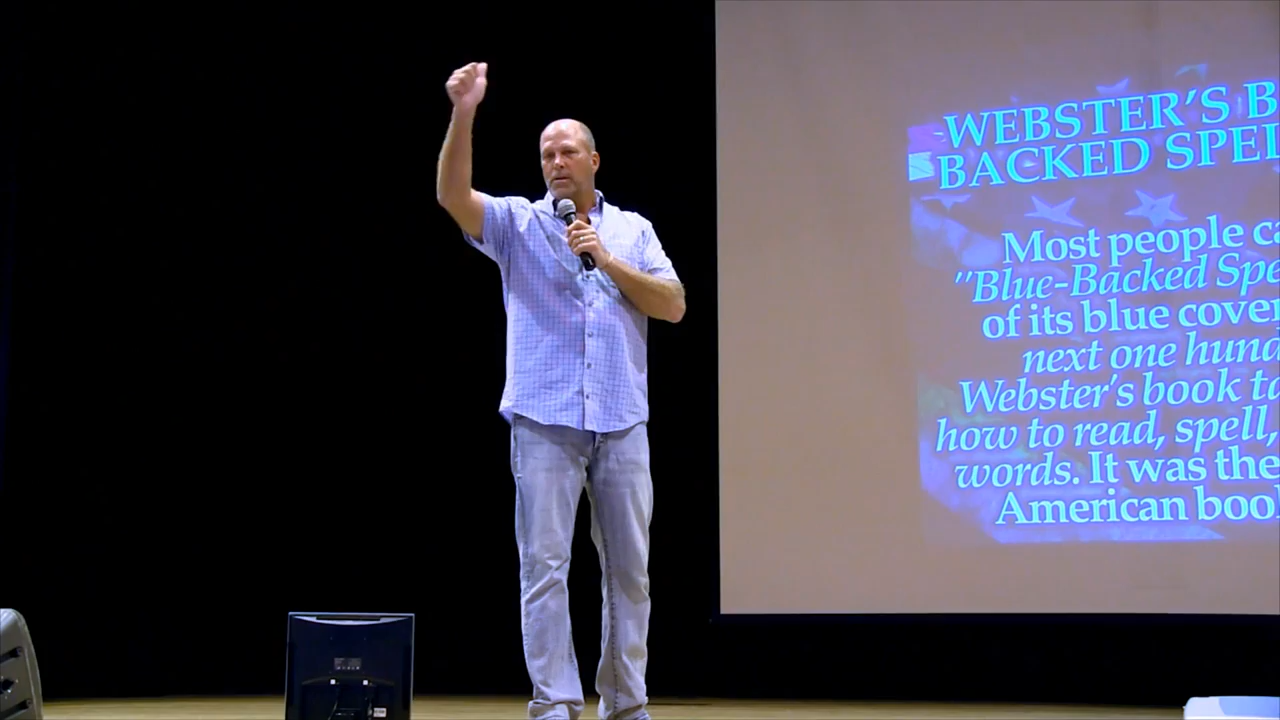 WEBSTER'S B
BACKED SPEL
Most people ca
"Blue-Backed Spe
of its blue cover
next one hund
Webster's book ta
how to read, spell,
words. It was the
American boo